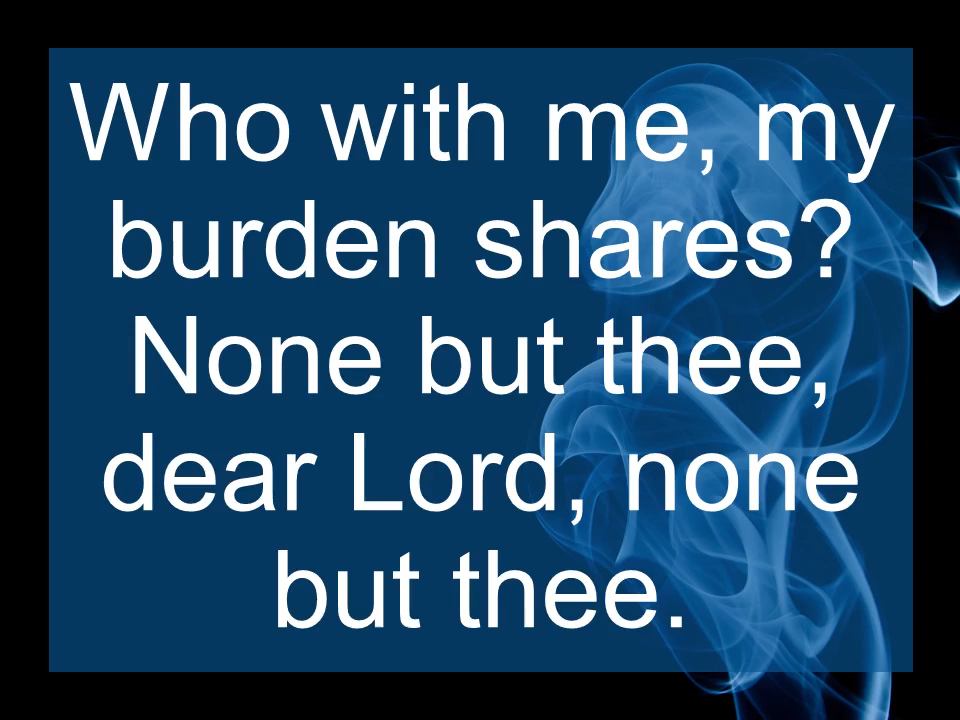 Who with me, my
burden shares?
None but thee,
dear Lord, none
but thee.